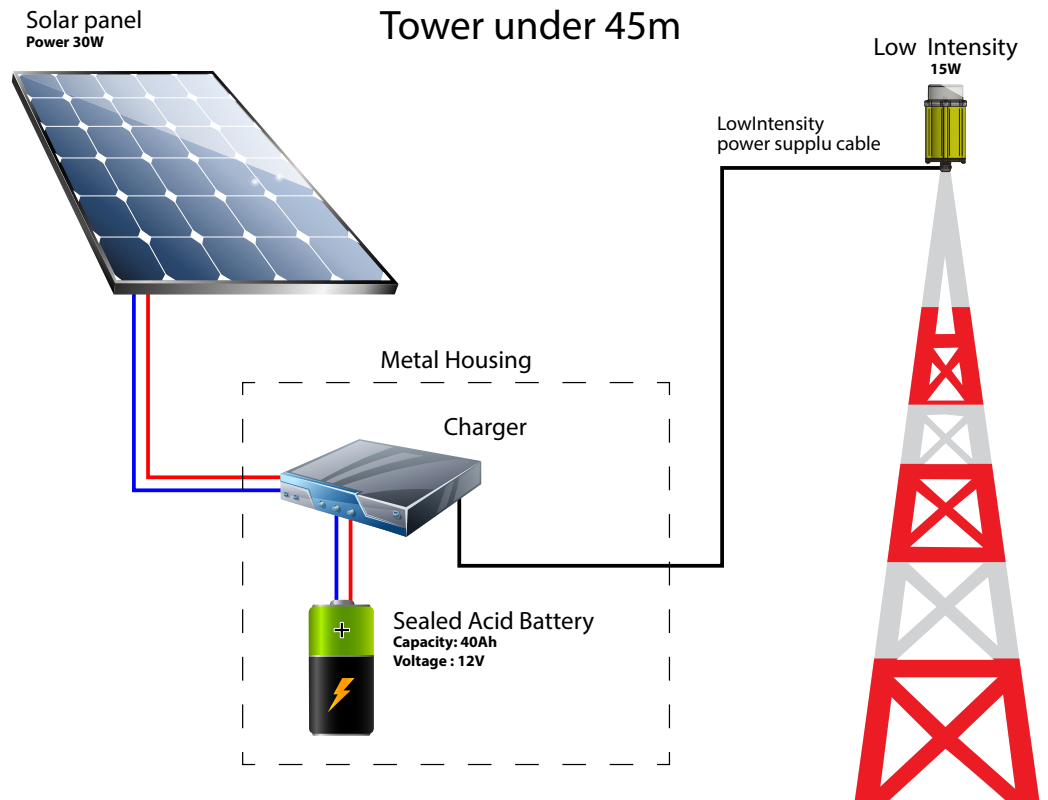 Tower under 45m
Solar panel
Power 30W
Low Intensity
15W
LowIntensity
power supplu cable
Metal Housing
Charger
Sealed Acid Battery
Capacity: 40Ah
Voltage : 12V